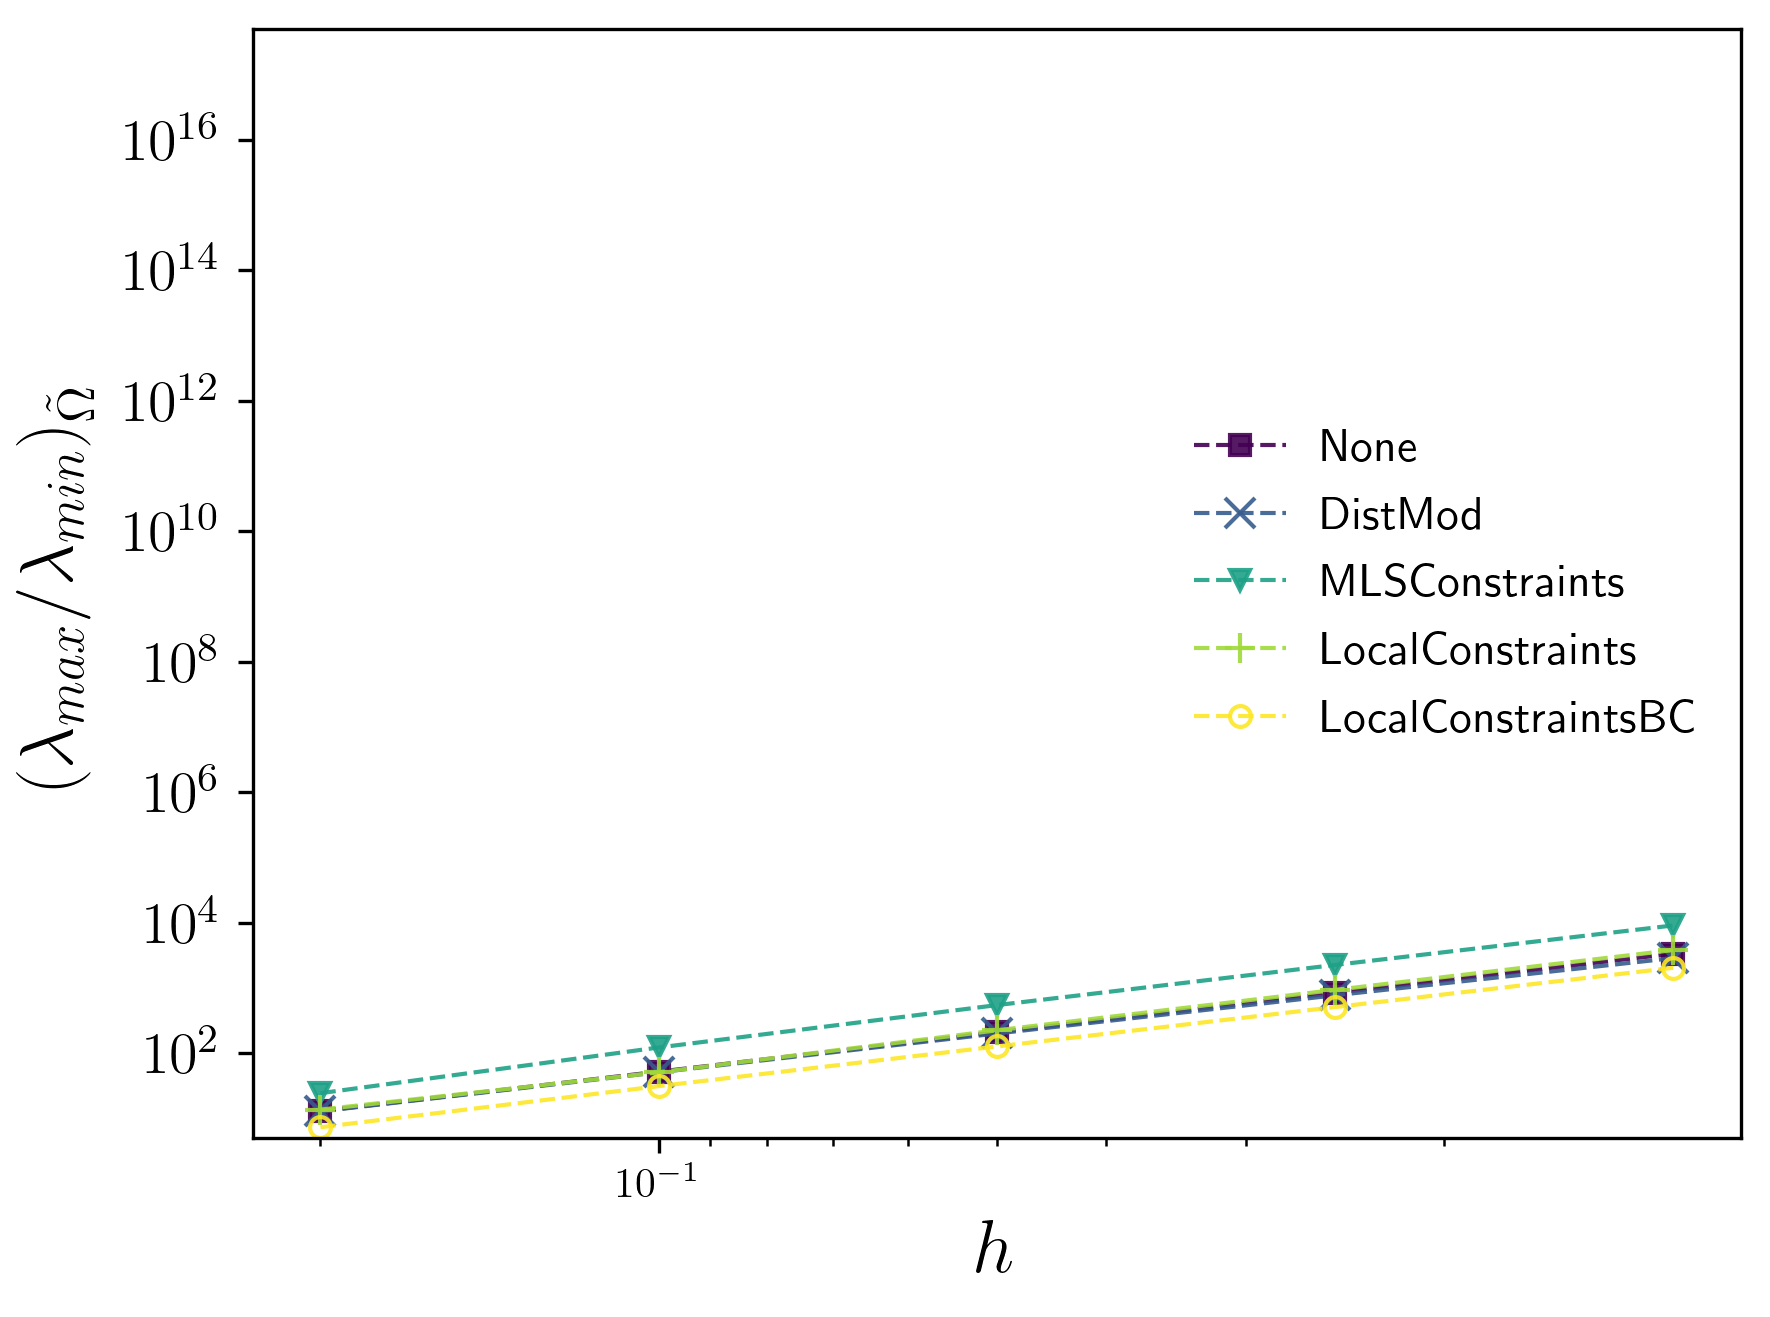 10^16
10^14
10^12
10^10
10^8
10^6
10^4
10^2
(λ_max/λ_min)_Ω̃
None
DistMod
MLSConstraints
LocalConstraints
LocalConstraintsBC
10^−1
h